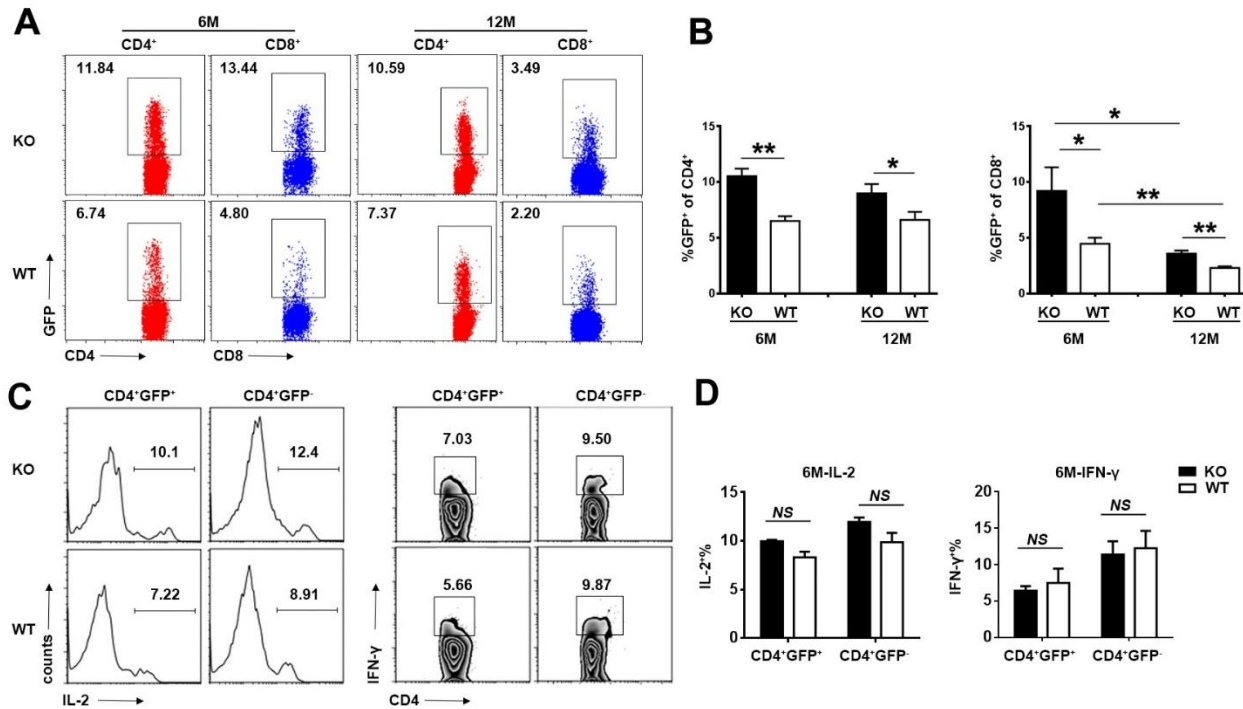 A
6M
12M
CD4⁺
CD8⁺
CD4⁺
CD8⁺
KO
11.84
13.44
10.59
3.49
WT
6.74
4.80
7.37
2.20
GFP
CD4
CD8
B
%GFP⁺ of CD4⁺
15
10
5
0
**
*
KO
WT
KO
WT
6M
12M
%GFP⁺ of CD8⁺
15
10
5
0
*
*
**
**
KO
WT
KO
WT
6M
12M
C
CD4⁺GFP⁺
CD4⁺GFP⁻
CD4⁺GFP⁺
CD4⁺GFP⁻
KO
10.1
12.4
7.03
9.50
WT
7.22
8.91
5.66
9.87
counts
IL-2
IFN-γ
CD4
D
6M-IL-2
IL-2⁺%
15
10
5
0
NS
NS
CD4⁺GFP⁺
CD4⁺GFP⁻
6M-IFN-γ
IFN-γ⁺%
20
15
10
5
0
NS
NS
CD4⁺GFP⁺
CD4⁺GFP⁻
KO
WT